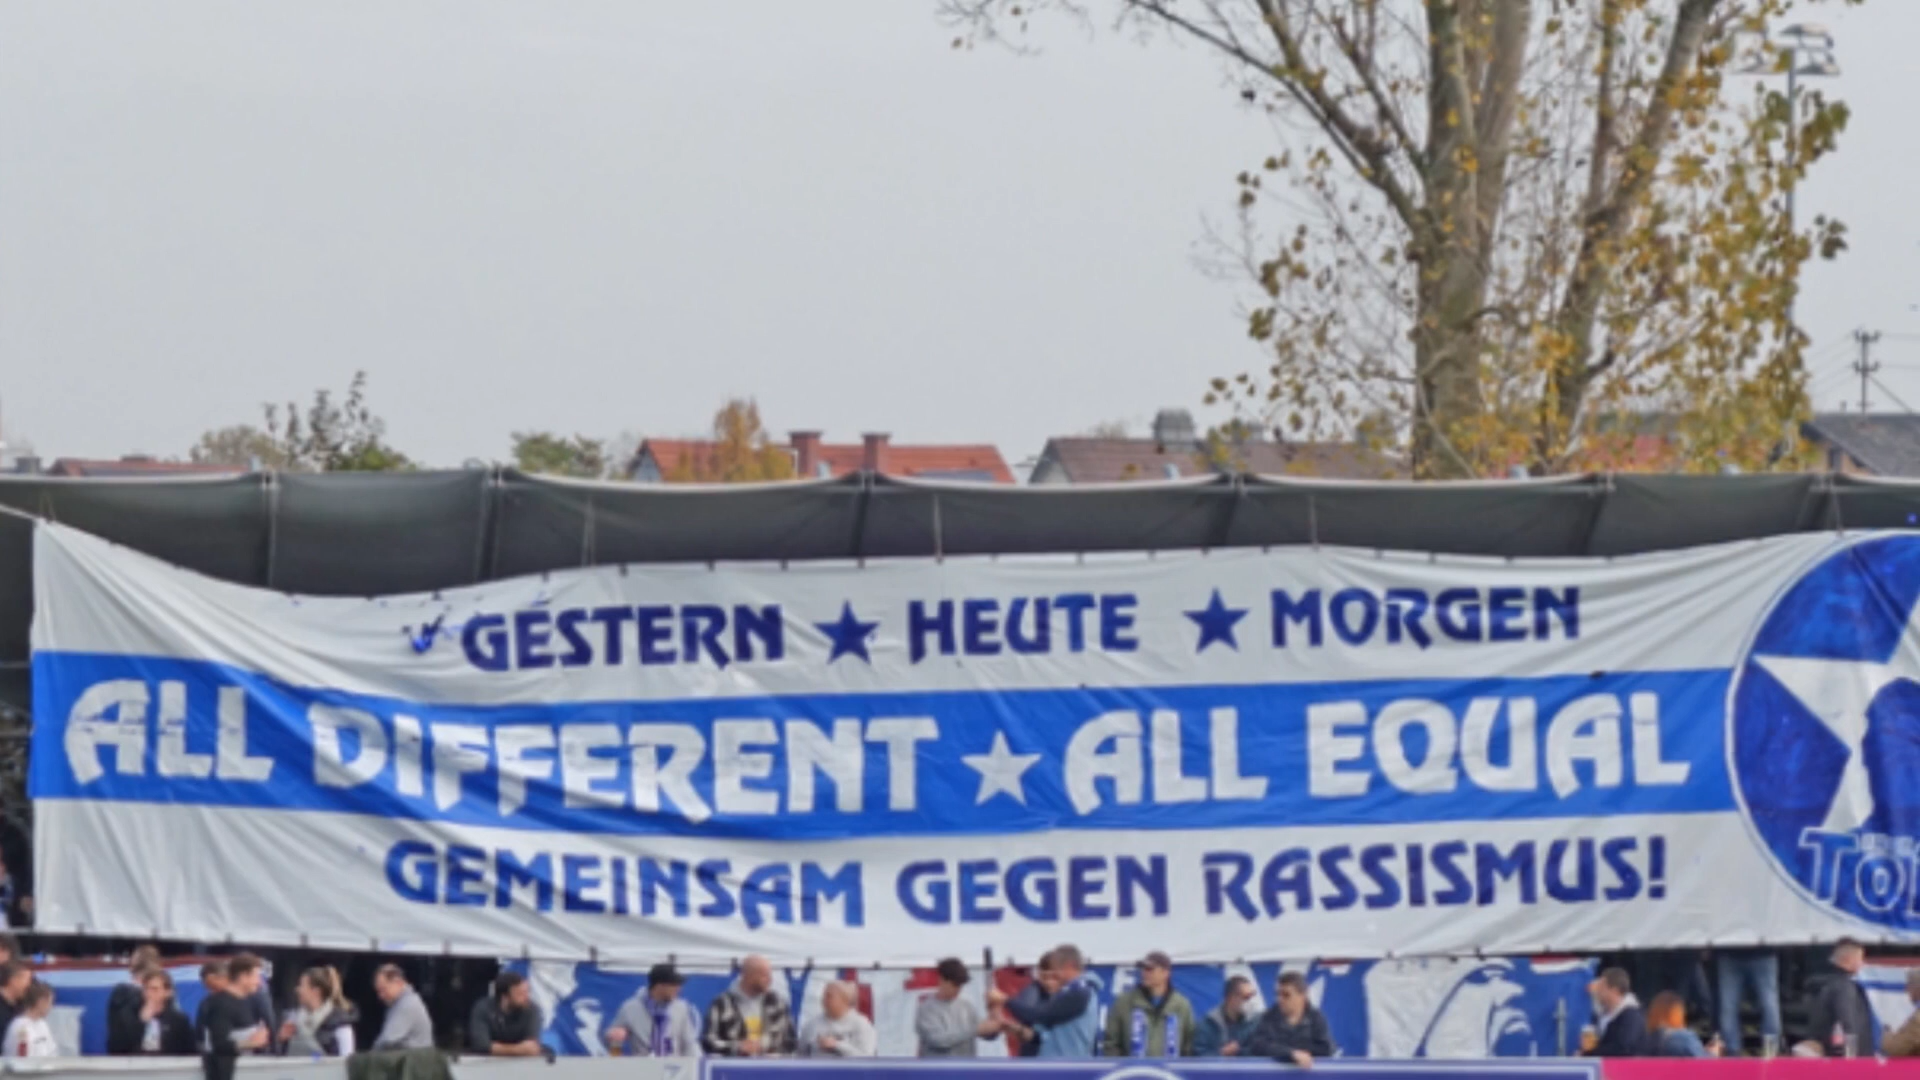 GESTERN ★ HEUTE ★ MORGEN
ALL DIFFERENT ★ ALL EQUAL
GEMEINSAM GEGEN RASSISMUS!